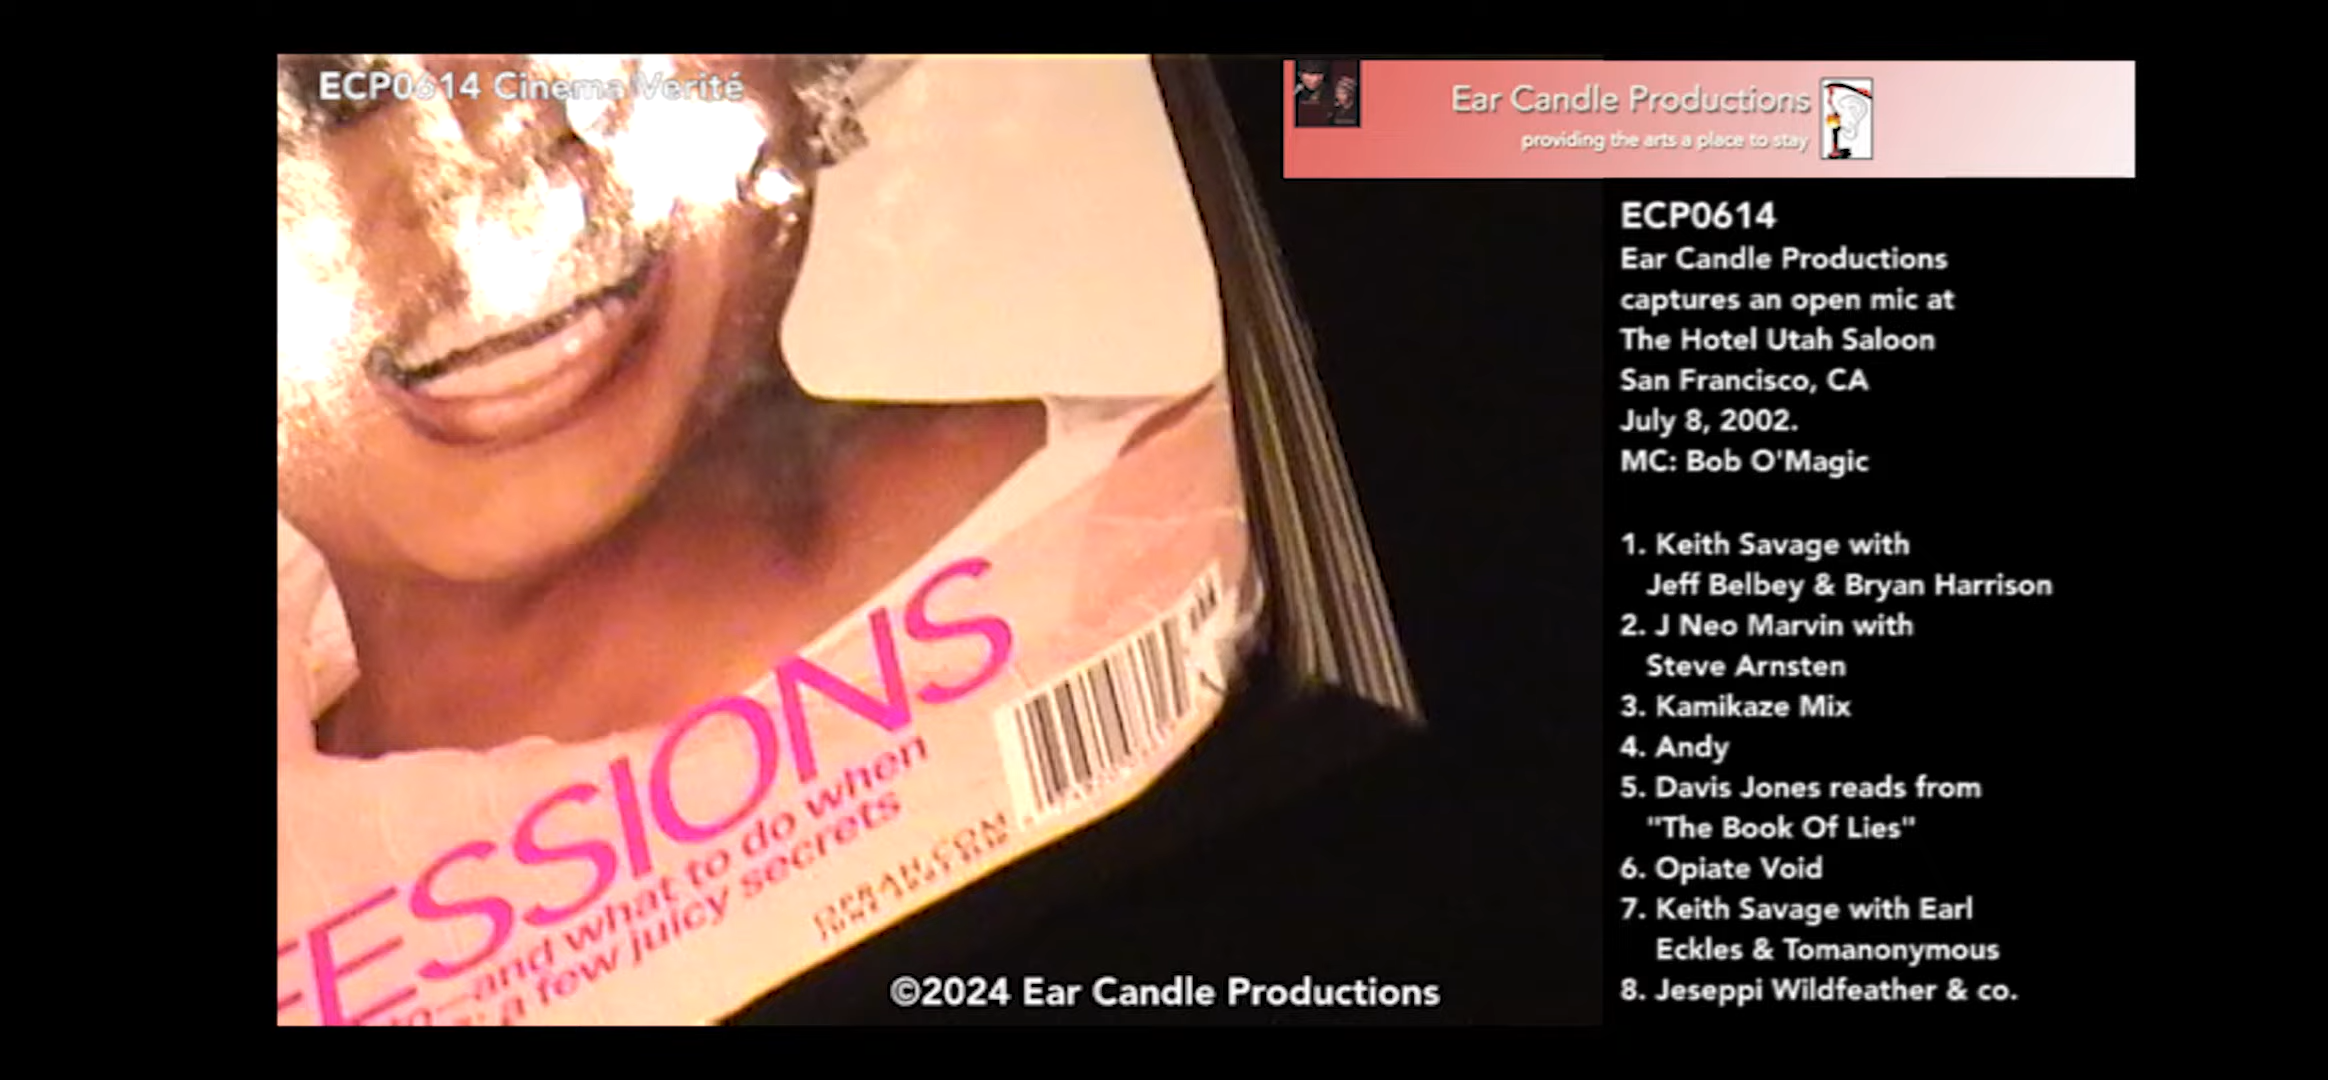 ECP0614 Cinema Verité
Ear Candle Productions
providing the arts a place to stay
ECP0614
Ear Candle Productions
captures an open mic at
The Hotel Utah Saloon
San Francisco, CA
July 8, 2002.
MC: Bob O'Magic
1. Keith Savage with
Jeff Belbey & Bryan Harrison
2. J Neo Marvin with
Steve Arnsten
3. Kamikaze Mix
4. Andy
5. Davis Jones reads from
"The Book Of Lies"
6. Opiate Void
7. Keith Savage with Earl
Eckles & Tomanonymous
8. Jeseppi Wildfeather & co.
FESSIONS
to—and what to do when
a few juicy secrets
OPRAH.COM
©2024 Ear Candle Productions